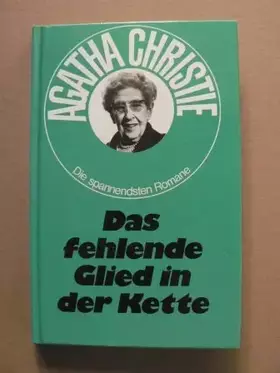 AGATHA CHRISTIE
Die spannendsten Romane
Das
fehlende
Glied in
der Kette